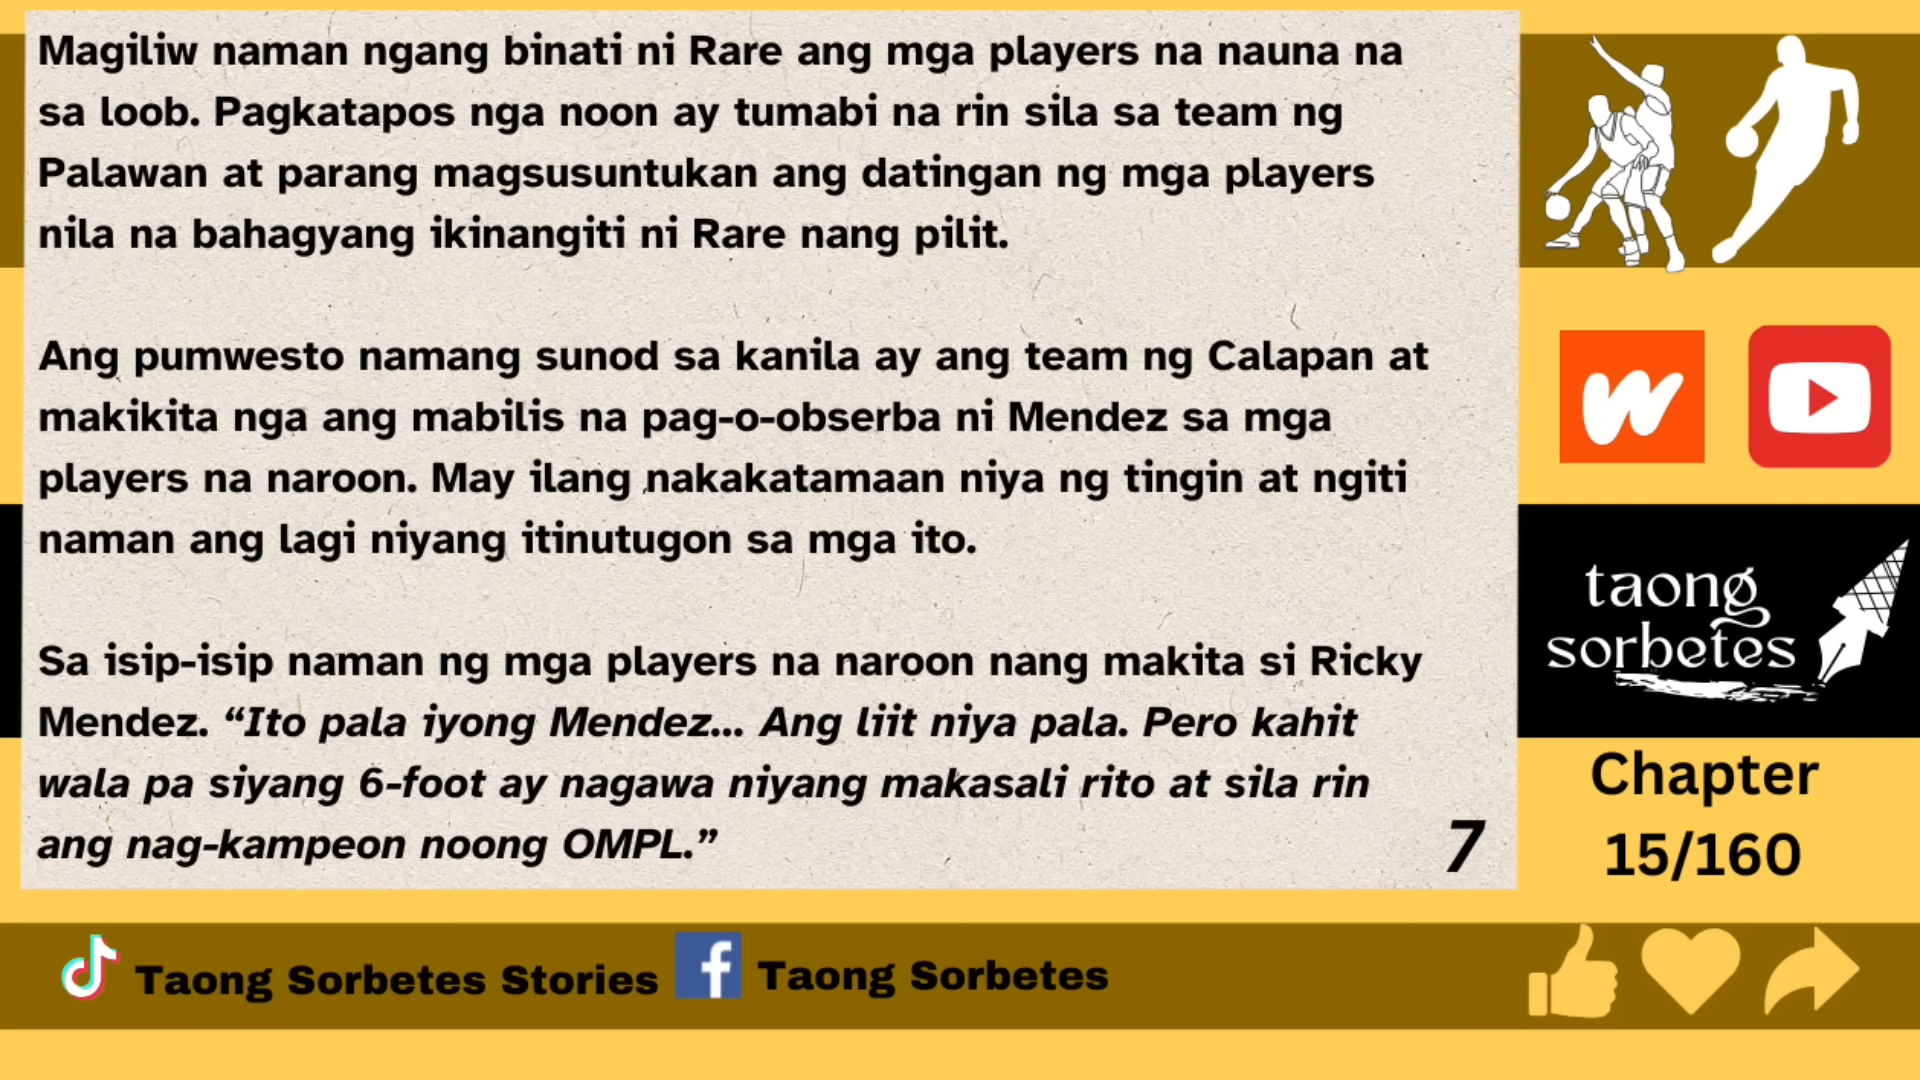 Magiliw naman ngang binati ni Rare ang mga players na nauna na
sa loob. Pagkatapos nga noon ay tumabi na rin sila sa team ng
Palawan at parang magsusuntukan ang datingan ng mga players
nila na bahagyang ikinangiti ni Rare nang pilit.
Ang pumwesto namang sunod sa kanila ay ang team ng Calapan at
makikita nga ang mabilis na pag-o-obserba ni Mendez sa mga
players na naroon. May ilang nakakatamaan niya ng tingin at ngiti
naman ang lagi niyang itinutugon sa mga ito.
Sa isip-isip naman ng mga players na naroon nang makita si Ricky
Mendez. “Ito pala iyong Mendez... Ang liit niya pala. Pero kahit
wala pa siyang 6-foot ay nagawa niyang makasali rito at sila rin
ang nag-kampeon noong OMPL.”
7
taong
sorbetes
Chapter
15/160
Taong Sorbetes Stories
Taong Sorbetes